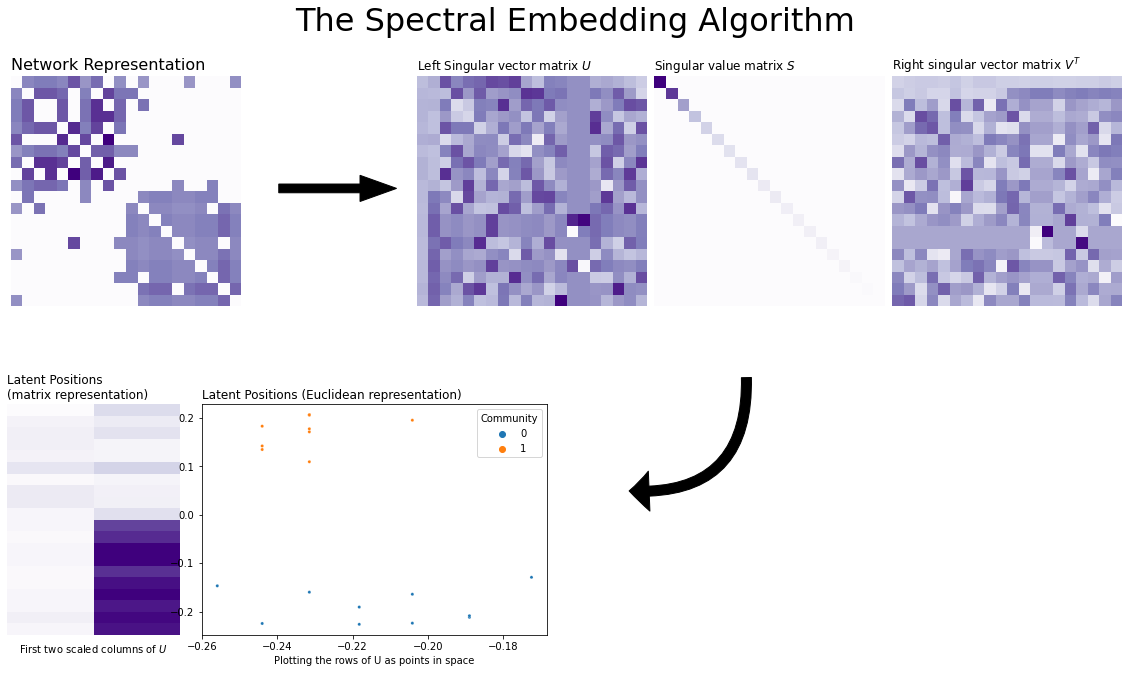 The Spectral Embedding Algorithm
Network Representation
Left Singular vector matrix U
Singular value matrix S
Right singular vector matrix V^T
Latent Positions
(matrix representation)
First two scaled columns of U
Latent Positions (Euclidean representation)
Community
0
1
0.2
0.1
0.0
−0.1
−0.2
−0.26
−0.24
−0.22
−0.20
−0.18
Plotting the rows of U as points in space